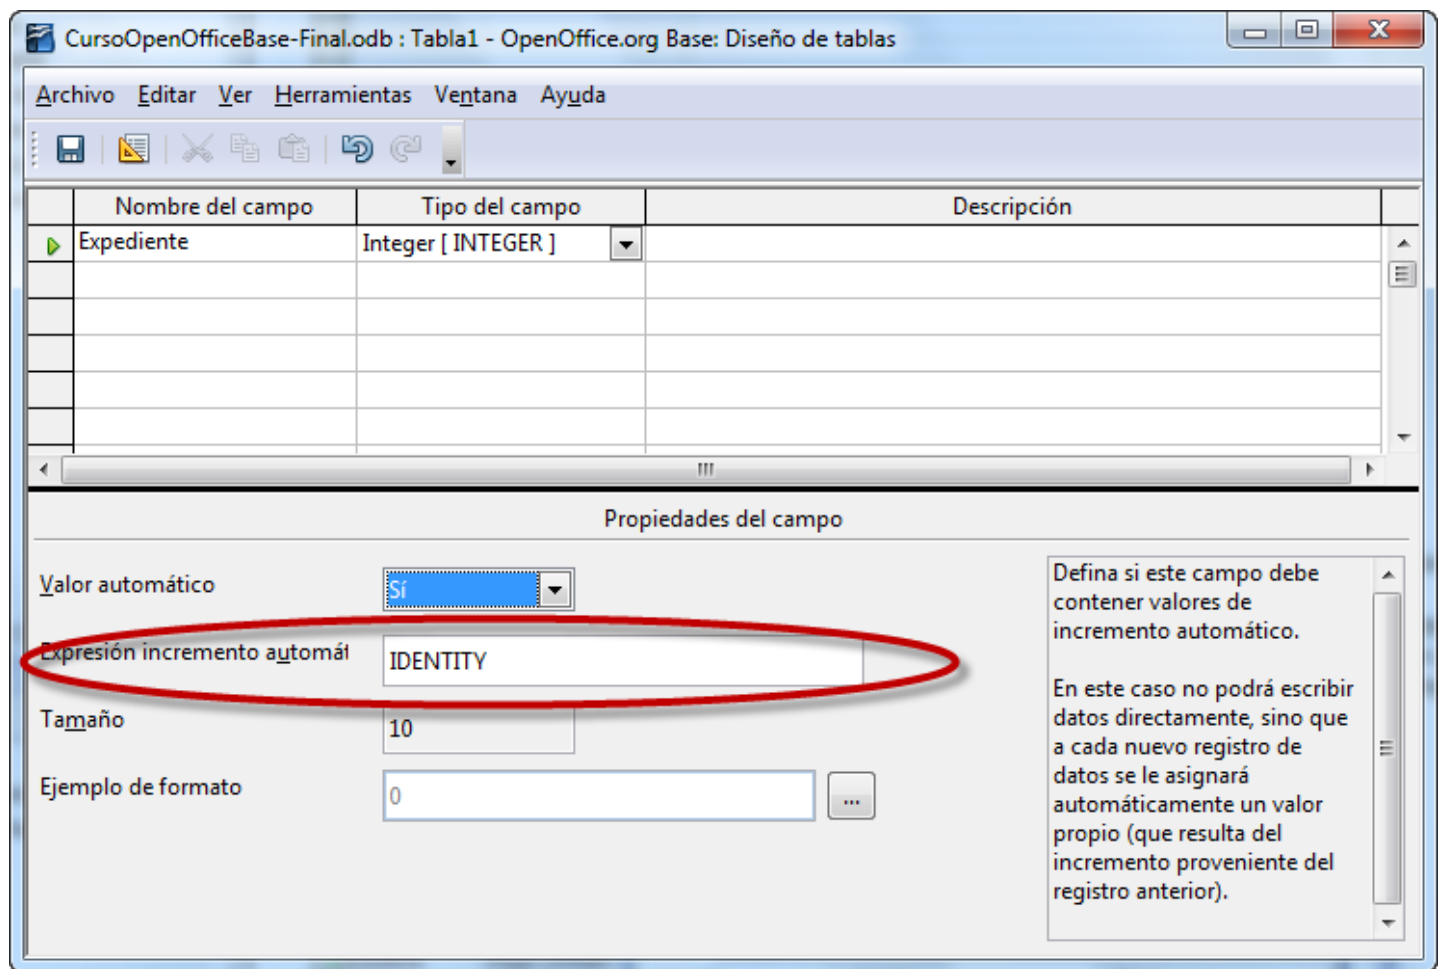 CursoOpenOfficeBase-Final.odb : Tabla1 - OpenOffice.org Base: Diseño de tablas
Archivo Editar Ver Herramientas Ventana Ayuda
Nombre del campo Tipo del campo Descripción
Expediente Integer [ INTEGER ]
Propiedades del campo
Valor automático Sí
Expresión incremento automát IDENTITY
Tamaño 10
Ejemplo de formato 0 ...
Defina si este campo debe
contener valores de
incremento automático.
En este caso no podrá escribir
datos directamente, sino que
a cada nuevo registro de
datos se le asignará
automáticamente un valor
propio (que resulta del
incremento proveniente del
registro anterior).